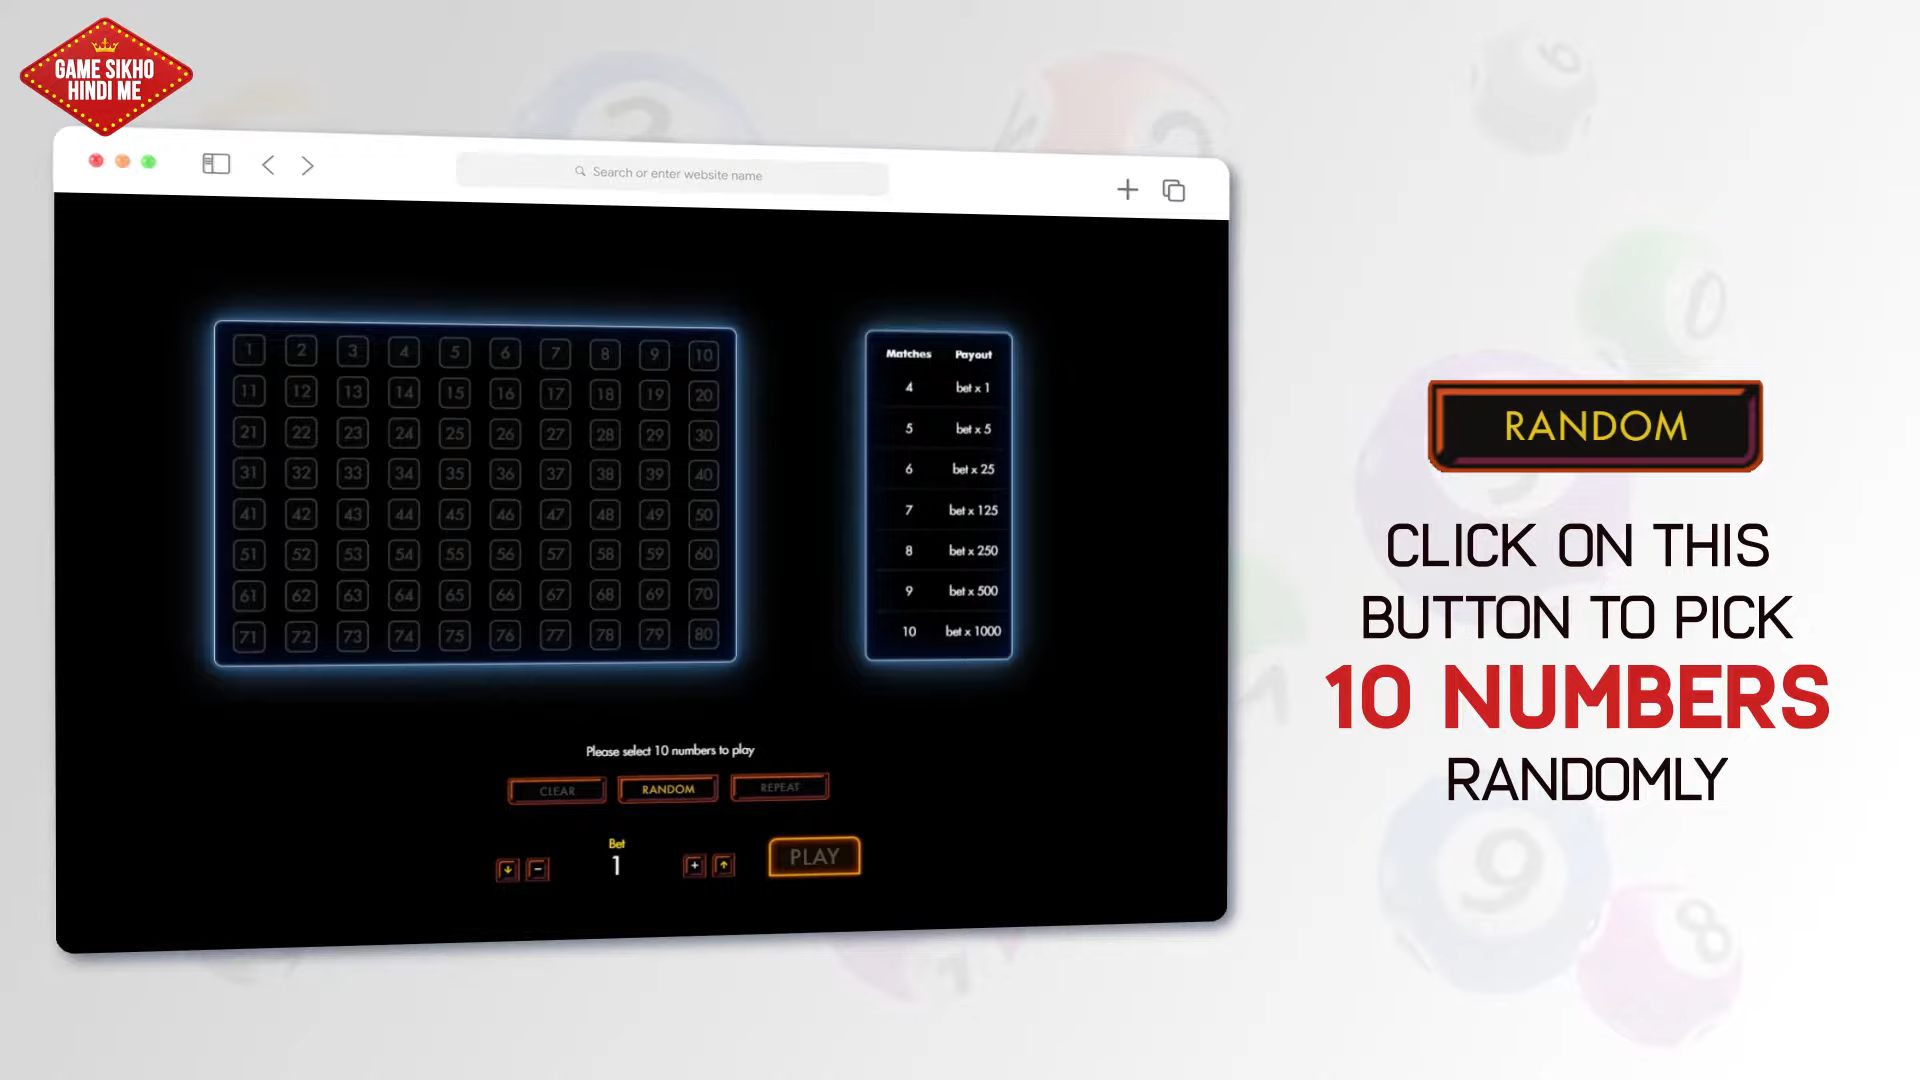 GAME SIKHO
HINDI ME
Search or enter website name
1 2 3 4 5 6 7 8 9 10
11 12 13 14 15 16 17 18 19 20
21 22 23 24 25 26 27 28 29 30
31 32 33 34 35 36 37 38 39 40
41 42 43 44 45 46 47 48 49 50
51 52 53 54 55 56 57 58 59 60
61 62 63 64 65 66 67 68 69 70
71 72 73 74 75 76 77 78 79 80
Matches Payout
4 bet x 1
5 bet x 5
6 bet x 25
7 bet x 125
8 bet x 250
9 bet x 500
10 bet x 1000
Please select 10 numbers to play
CLEAR RANDOM REPEAT
Bet
1
PLAY
RANDOM
CLICK ON THIS
BUTTON TO PICK
10 NUMBERS
RANDOMLY